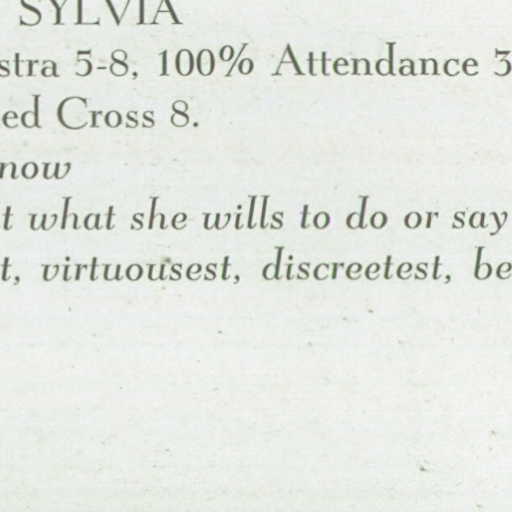 SYLVIA
stra 5-8, 100% Attendance 3
ed Cross 8.
now
t what she wills to do or say
t, virtuousest, discreetest, be